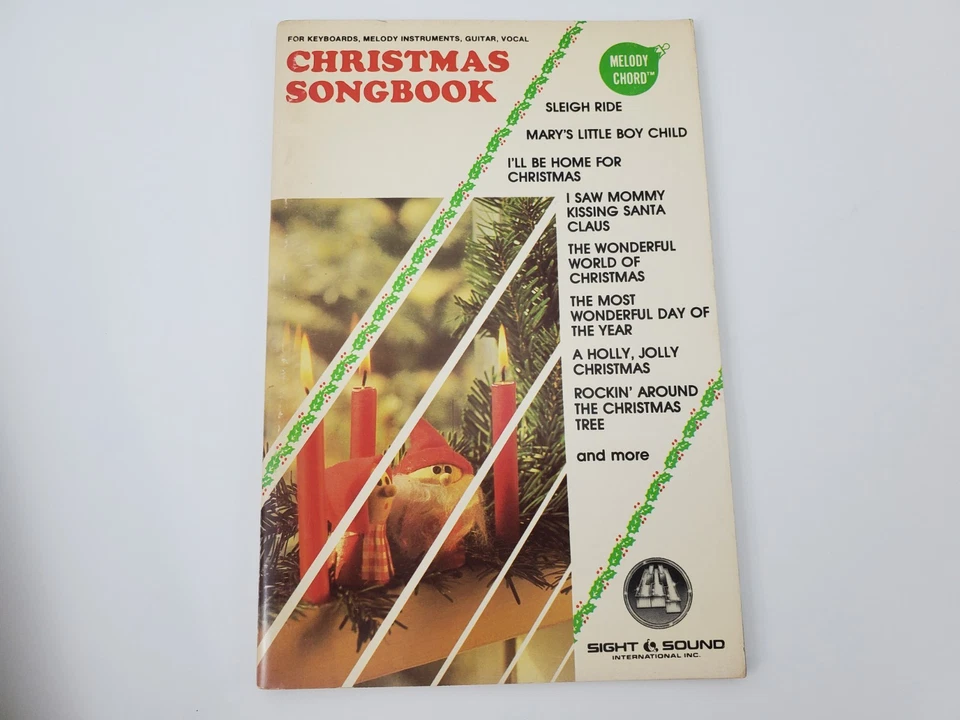 FOR KEYBOARDS, MELODY INSTRUMENTS, GUITAR, VOCAL
CHRISTMAS
SONGBOOK
MELODY
CHORD™
SLEIGH RIDE
MARY'S LITTLE BOY CHILD
I'LL BE HOME FOR
CHRISTMAS
I SAW MOMMY
KISSING SANTA
CLAUS
THE WONDERFUL
WORLD OF
CHRISTMAS
THE MOST
WONDERFUL DAY OF
THE YEAR
A HOLLY, JOLLY
CHRISTMAS
ROCKIN' AROUND
THE CHRISTMAS
TREE
and more
SIGHT & SOUND
INTERNATIONAL INC.